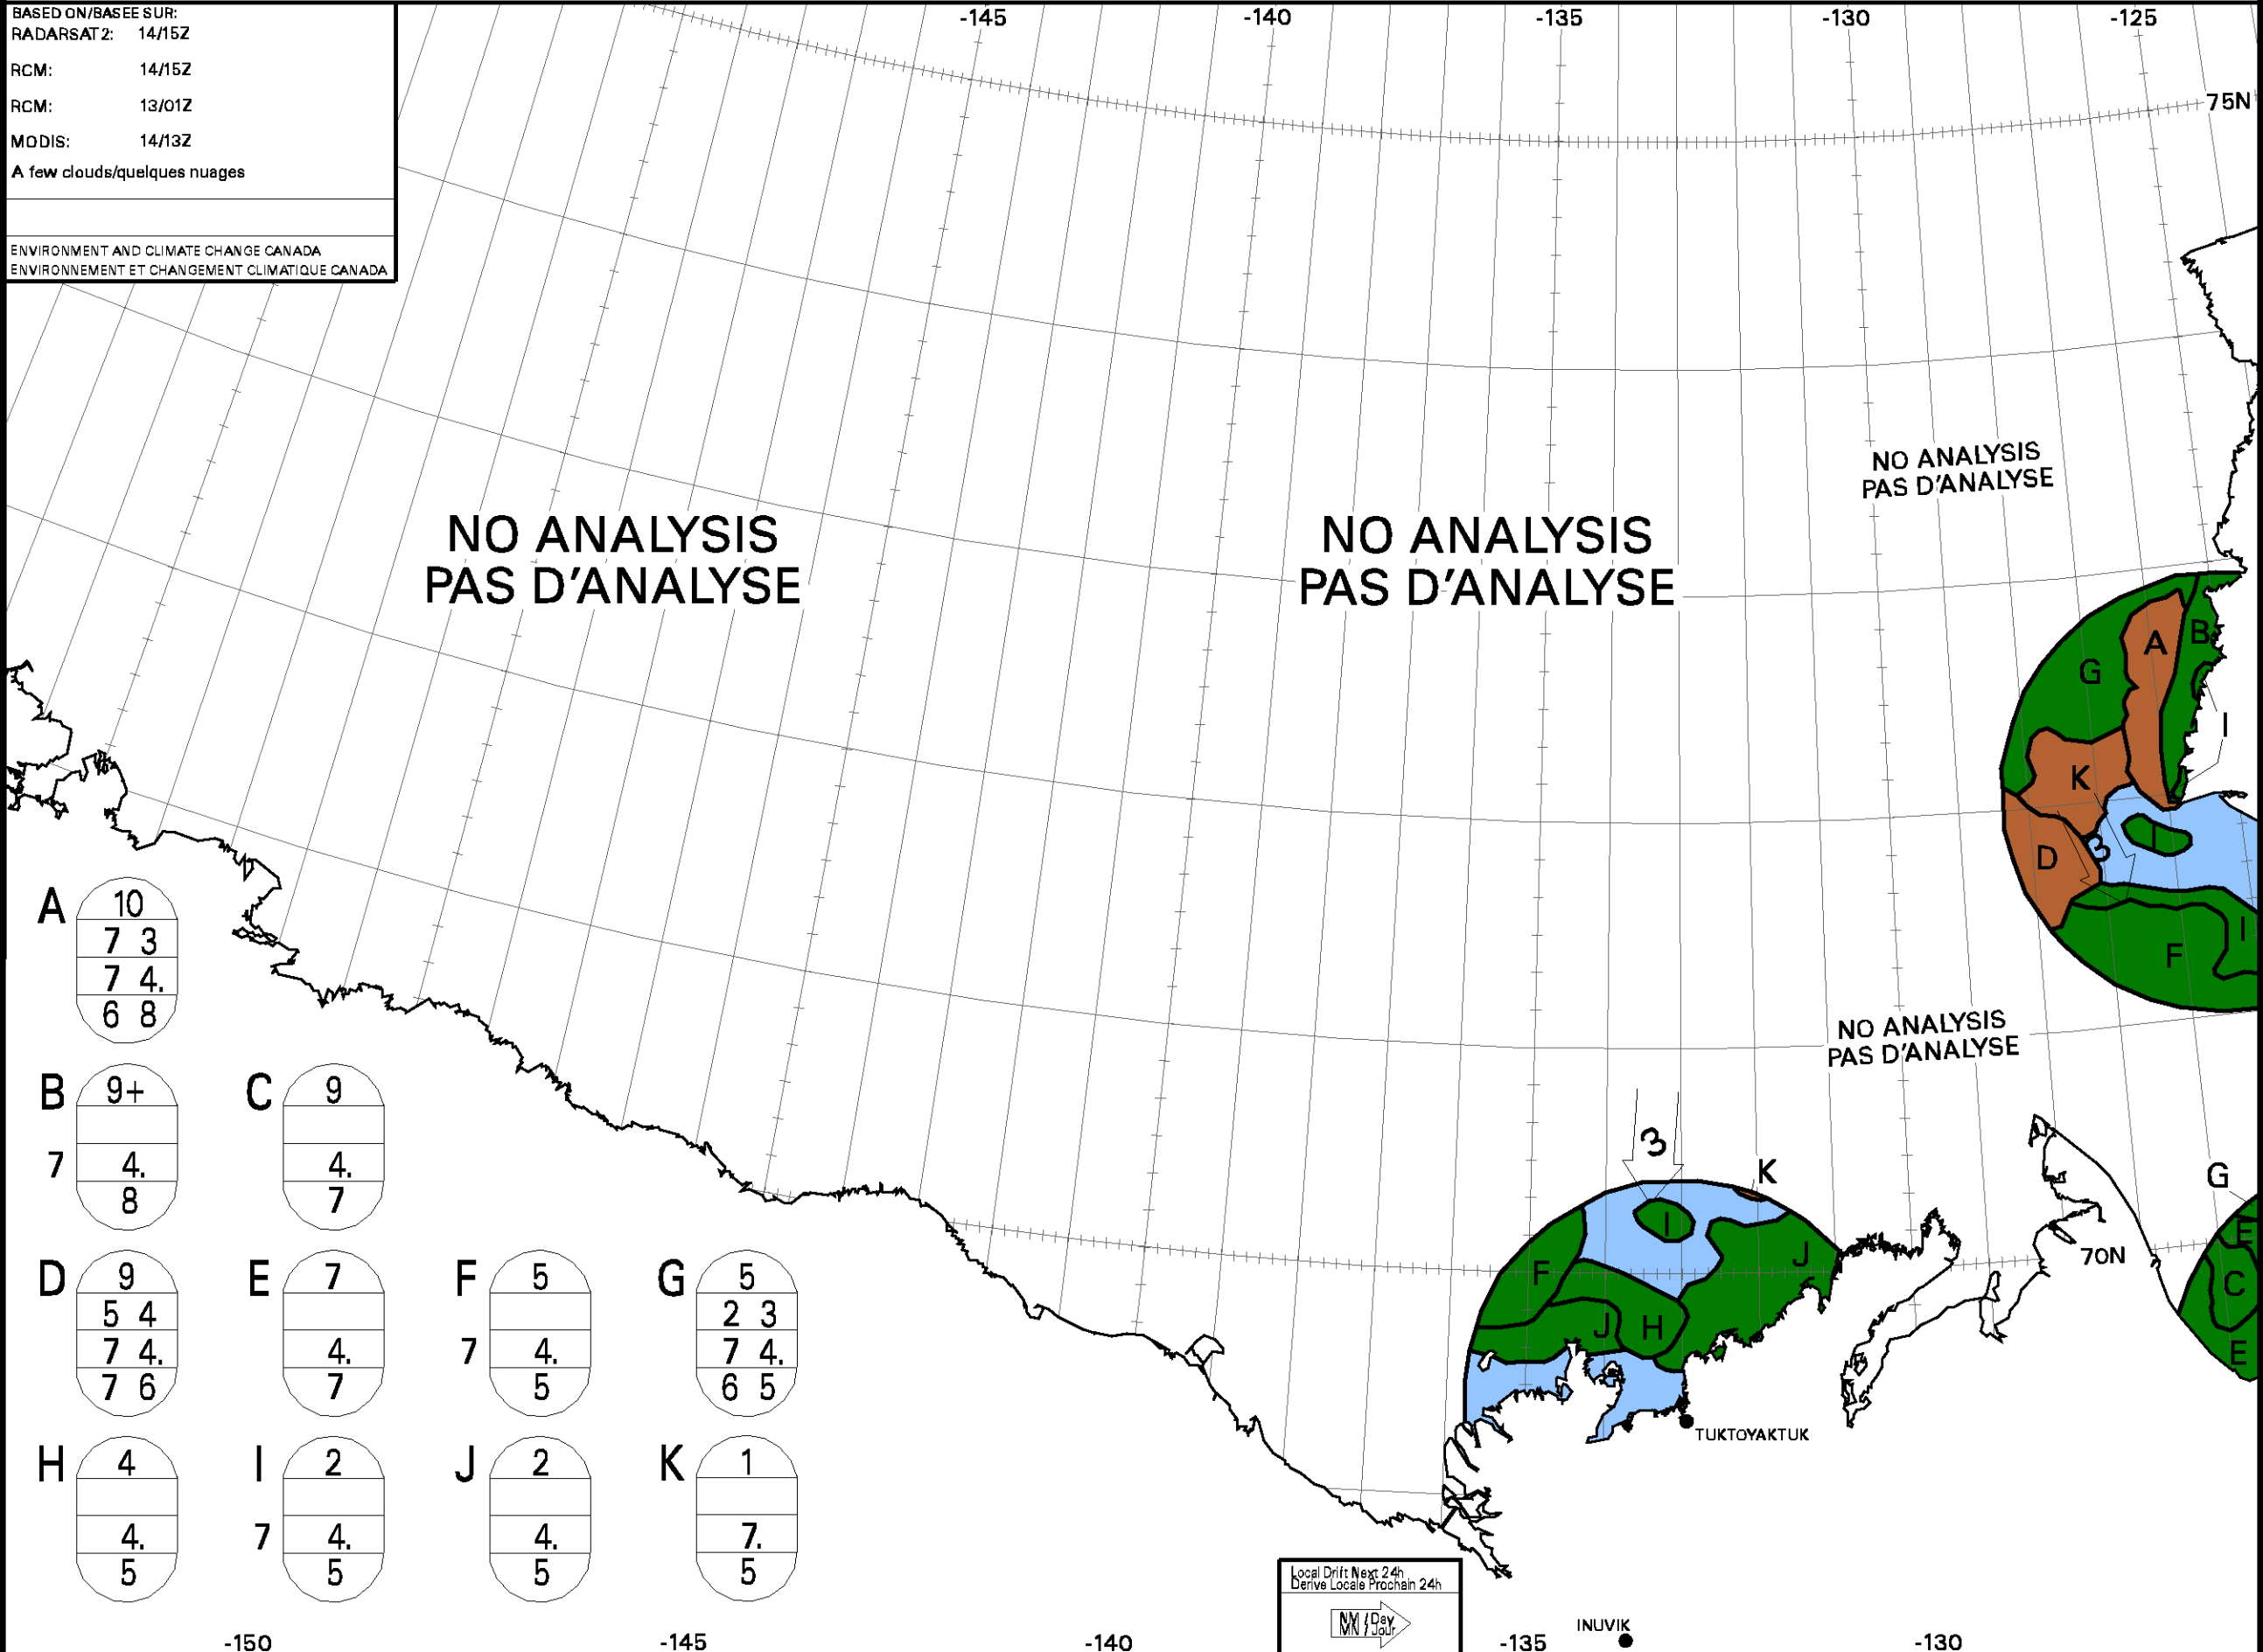 BASED ON/BASEE SUR:
RADARSAT2: 14/15Z
RCM: 14/15Z
RCM: 13/01Z
MODIS: 14/13Z
A few clouds/quelques nuages
ENVIRONMENT AND CLIMATE CHANGE CANADA
ENVIRONNEMENT ET CHANGEMENT CLIMATIQUE CANADA
-145 -140 -135 -130 -125
75N
NO ANALYSIS
PAS D'ANALYSE
NO ANALYSIS
PAS D'ANALYSE
NO ANALYSIS
PAS D'ANALYSE
A B
G
I
K
3 I
D
I
F
NO ANALYSIS
PAS D'ANALYSE
3
K
G
I
E
J
70N
F
C
J H
E
TUKTOYAKTUK
A 10
7 3
7 4.
6 8
B 9+
7 4.
8
C 9
4.
7
D 9
5 4
7 4.
7 6
E 7
4.
7
F 5
7 4.
5
G 5
2 3
7 4.
6 5
H 4
4.
5
I 2
7 4.
5
J 2
4.
5
K 1
7.
5
Local Drift Next 24h
Derive Locale Prochain 24h
NM / Day
MN / Jour
INUVIK
-150 -145 -140 -135 -130